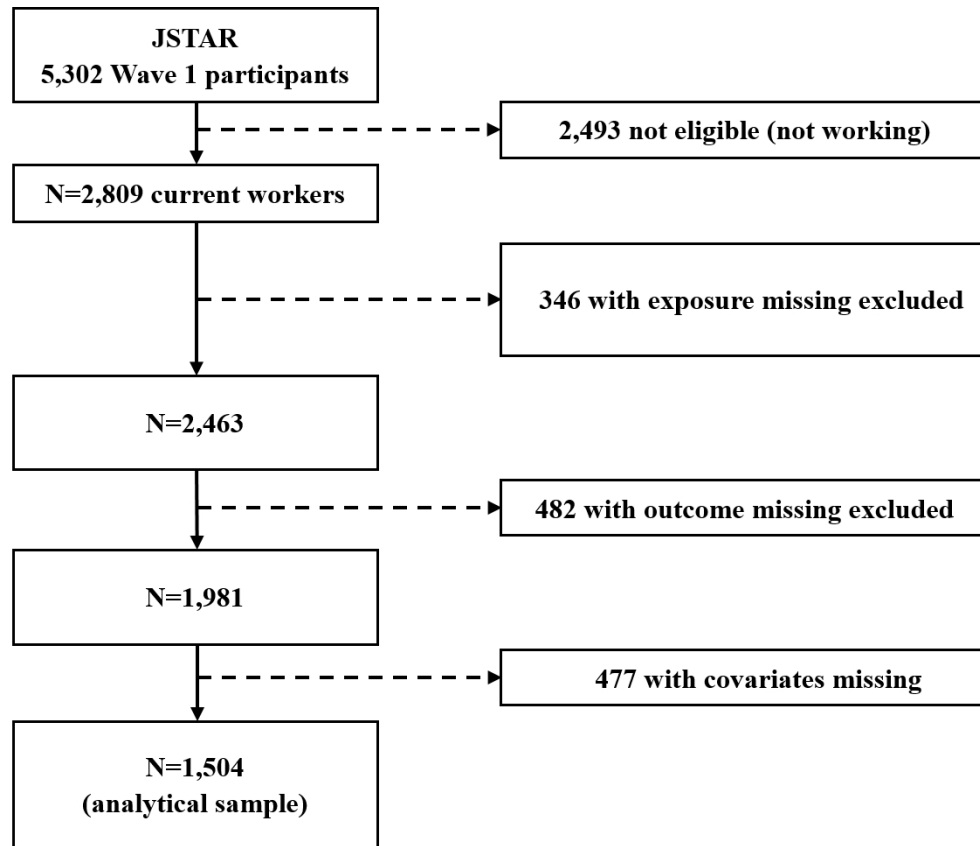 JSTAR
5,302 Wave 1 participants
2,493 not eligible (not working)
N=2,809 current workers
346 with exposure missing excluded
N=2,463
482 with outcome missing excluded
N=1,981
477 with covariates missing
N=1,504
(analytical sample)